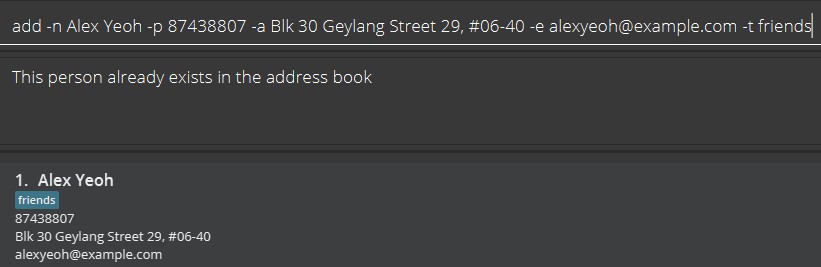 add -n Alex Yeoh -p 87438807 -a Blk 30 Geylang Street 29, #06-40 -e alexyeoh@example.com -t friends
This person already exists in the address book
1. Alex Yeoh
friends
87438807
Blk 30 Geylang Street 29, #06-40
alexyeoh@example.com